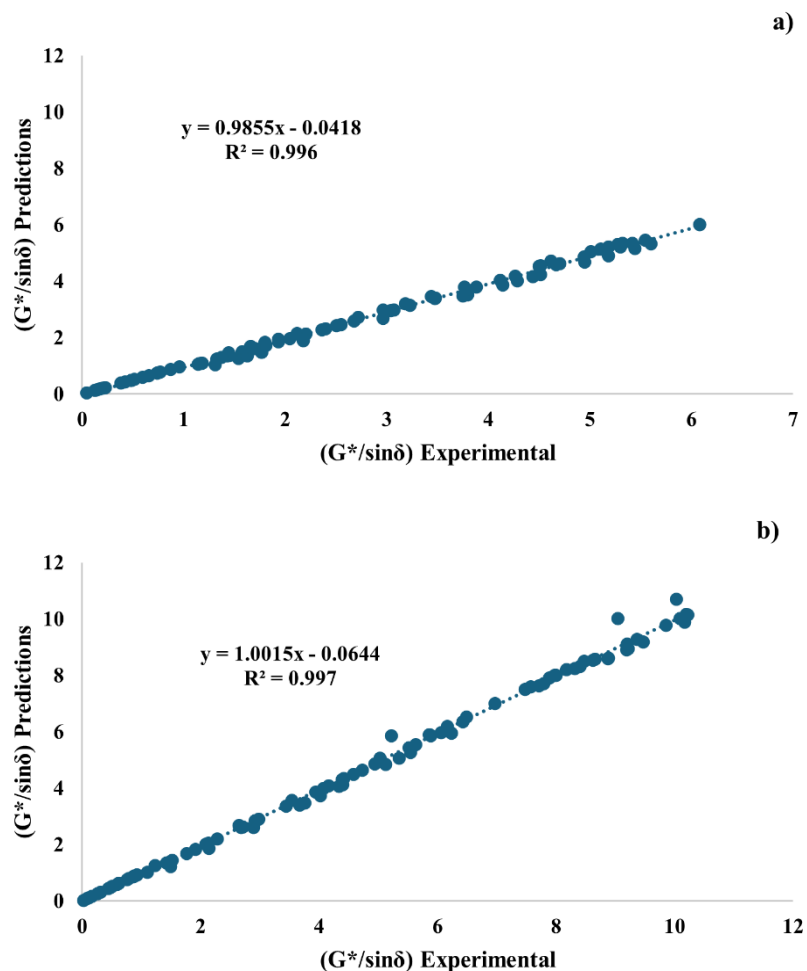 a)
12
10
8
6
4
2
0
y = 0.9855x - 0.0418
R² = 0.996
(G*/sinδ) Predictions
0 1 2 3 4 5 6 7
(G*/sinδ) Experimental
b)
12
10
8
6
4
2
0
y = 1.0015x - 0.0644
R² = 0.997
(G*/sinδ) Predictions
0 2 4 6 8 10 12
(G*/sinδ) Experimental